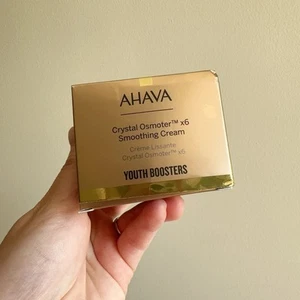 AHAVA
Crystal Osmoter™ x6
Smoothing Cream
Crème Lissante
Crystal Osmoter™ x6
YOUTH BOOSTERS